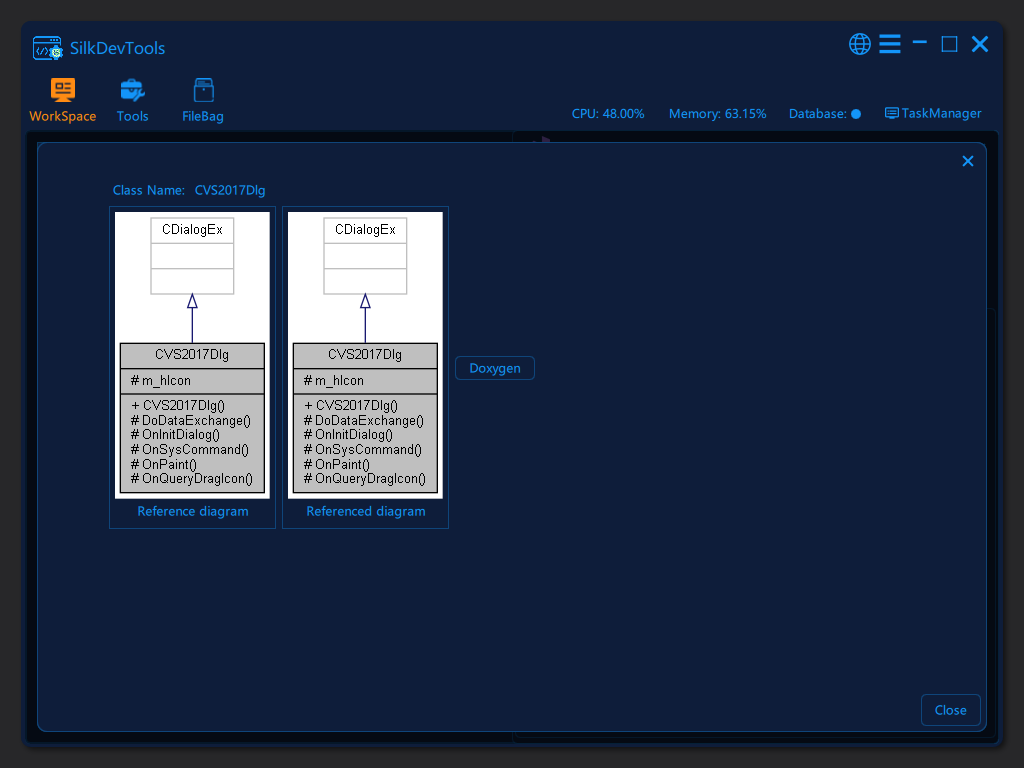 SilkDevTools
WorkSpace
Tools
FileBag
CPU: 48.00%
Memory: 63.15%
Database:
TaskManager
Class Name: CVS2017Dlg
CDialogEx
CVS2017Dlg
# m_hIcon
+ CVS2017Dlg()
# DoDataExchange()
# OnInitDialog()
# OnSysCommand()
# OnPaint()
# OnQueryDragIcon()
Reference diagram
CDialogEx
CVS2017Dlg
# m_hIcon
+ CVS2017Dlg()
# DoDataExchange()
# OnInitDialog()
# OnSysCommand()
# OnPaint()
# OnQueryDragIcon()
Referenced diagram
Doxygen
Close